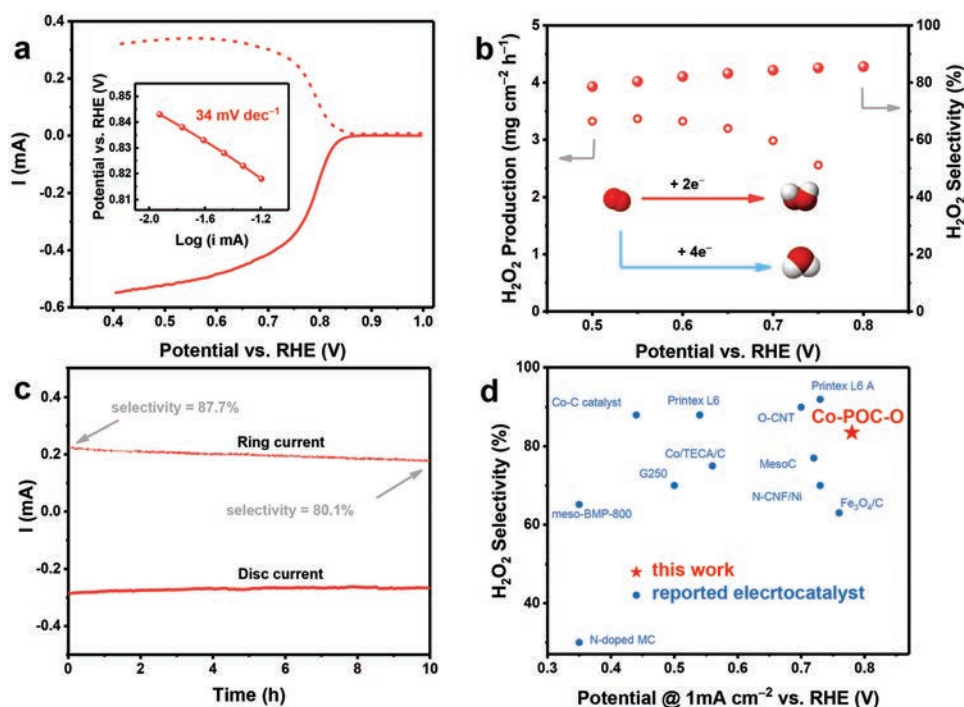 a
I (mA)
0.4
0.2
0.0
-0.2
-0.4
-0.6
0.4 0.5 0.6 0.7 0.8 0.9 1.0
Potential vs. RHE (V)
34 mV dec⁻¹
Potential vs. RHE (V)
0.85
0.84
0.83
0.82
0.81
-2.0 -1.6 -1.2
Log (i mA)
b
H₂O₂ Production (mg cm⁻² h⁻¹)
5
4
3
2
1
0
100
80
60
40
20
0
H₂O₂ Selectivity (%)
+ 2e⁻
+ 4e⁻
0.5 0.6 0.7 0.8
Potential vs. RHE (V)
c
I (mA)
0.4
0.2
0.0
-0.2
-0.4
selectivity = 87.7%
Ring current
selectivity = 80.1%
Disc current
0 2 4 6 8 10
Time (h)
d
H₂O₂ Selectivity (%)
100
80
60
40
Co-C catalyst
Printex L6
Printex L6 A
O-CNT
Co-POC-O
Co/TECA/C
G250
MesoC
N-CNF/Ni
meso-BMP-800
Fe₃O₄/C
this work
reported elecrtocatalyst
N-doped MC
0.3 0.4 0.5 0.6 0.7 0.8
Potential @ 1mA cm⁻² vs. RHE (V)